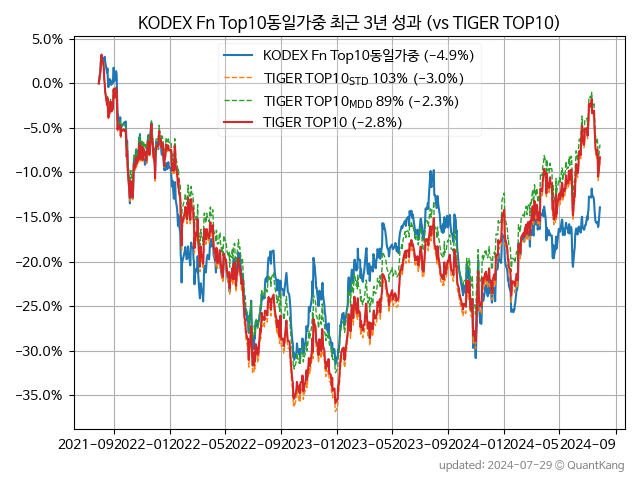 KODEX Fn Top10동일가중 최근 3년 성과 (vs TIGER TOP10)
KODEX Fn Top10동일가중 (−4.9%)
TIGER TOP10STD 103% (−3.0%)
TIGER TOP10MDD 89% (−2.3%)
TIGER TOP10 (−2.8%)
5.0%
0.0%
−5.0%
−10.0%
−15.0%
−20.0%
−25.0%
−30.0%
−35.0%
2021-09 2022-01 2022-05 2022-09 2023-01 2023-05 2023-09 2024-01 2024-05 2024-09
updated: 2024-07-29 © QuantKang